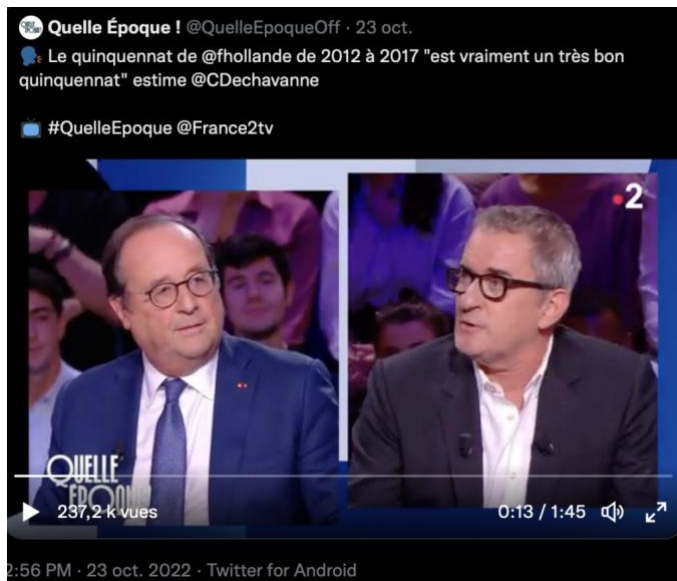 Quelle Époque ! @QuelleEpoqueOff · 23 oct.
Le quinquennat de @fhollande de 2012 à 2017 "est vraiment un très bon
quinquennat" estime @CDechavanne
#QuelleEpoque @France2tv
2
QUELLE
ÉPOQUE!
237,2 k vues
0:13 / 1:45
2:56 PM · 23 oct. 2022 · Twitter for Android